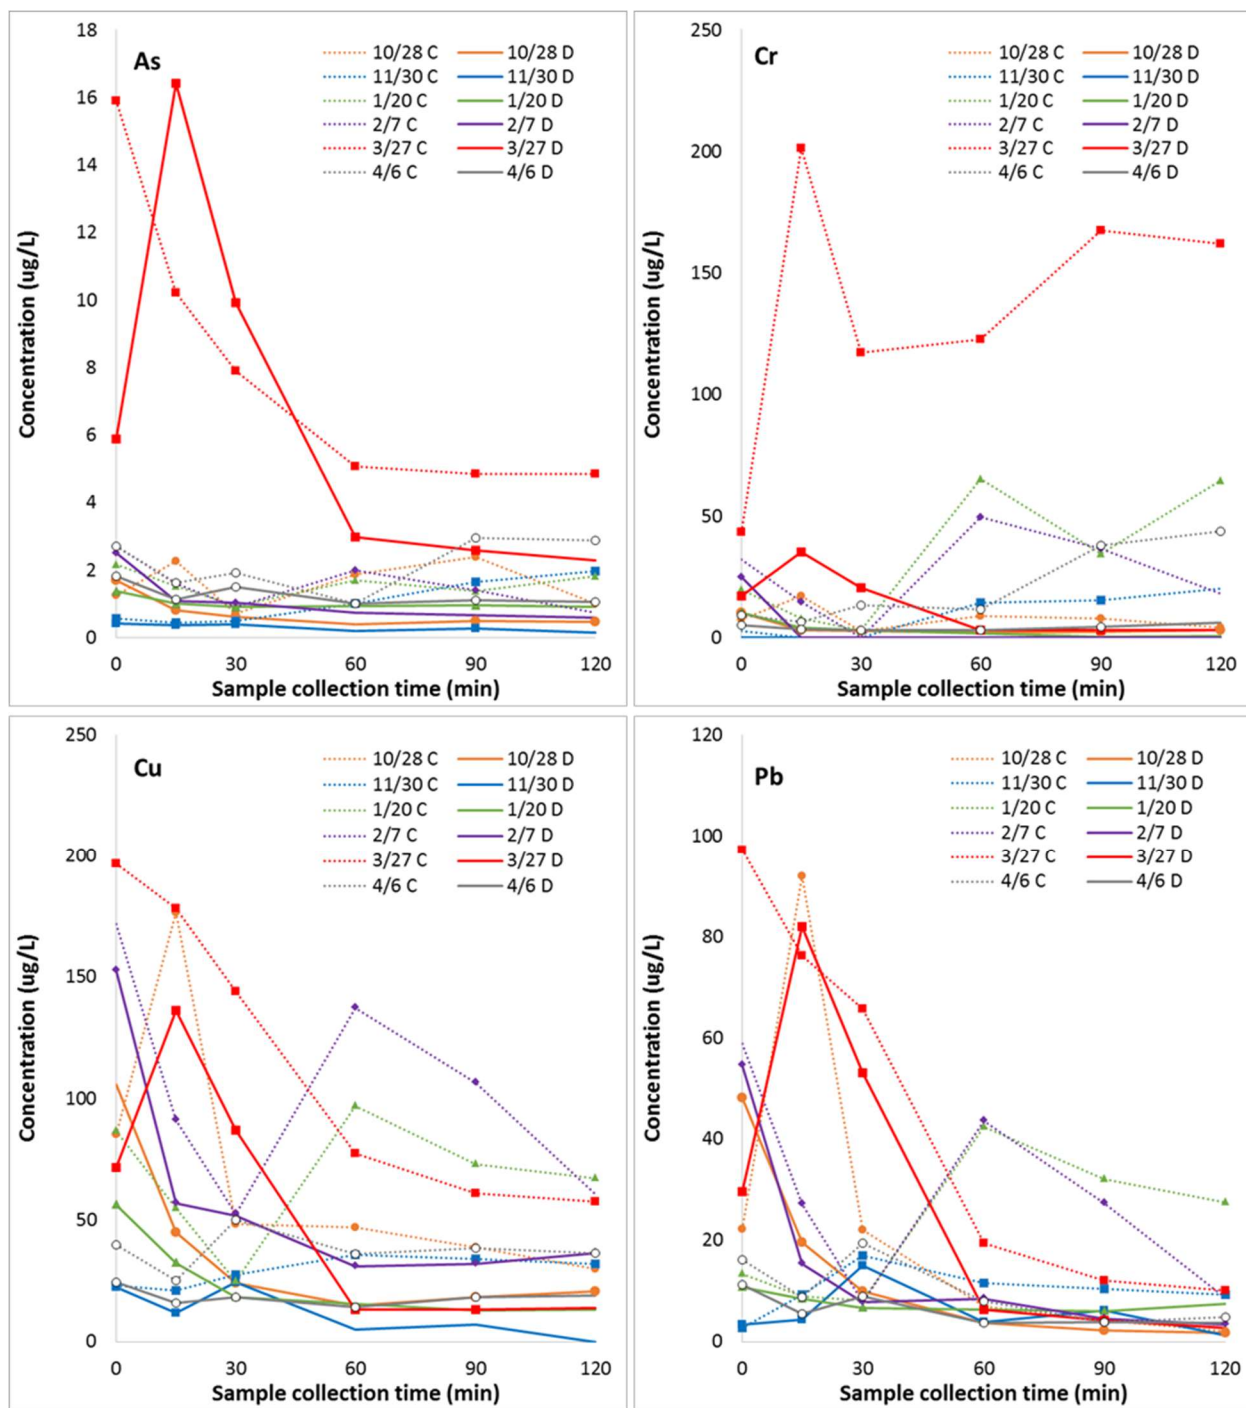 As
18
16
14
12
10
8
6
4
2
0
Concentration (ug/L)
10/28 C 10/28 D
11/30 C 11/30 D
1/20 C 1/20 D
2/7 C 2/7 D
3/27 C 3/27 D
4/6 C 4/6 D
0 30 60 90 120
Sample collection time (min)
Cr
250
200
150
100
50
0
Concentration (ug/L)
10/28 C 10/28 D
11/30 C 11/30 D
1/20 C 1/20 D
2/7 C 2/7 D
3/27 C 3/27 D
4/6 C 4/6 D
0 30 60 90 120
Sample collection time (min)
Cu
250
200
150
100
50
0
Concentration (ug/L)
10/28 C 10/28 D
11/30 C 11/30 D
1/20 C 1/20 D
2/7 C 2/7 D
3/27 C 3/27 D
4/6 C 4/6 D
0 30 60 90 120
Sample collection time (min)
Pb
120
100
80
60
40
20
0
Concentration (ug/L)
10/28 C 10/28 D
11/30 C 11/30 D
1/20 C 1/20 D
2/7 C 2/7 D
3/27 C 3/27 D
4/6 C 4/6 D
0 30 60 90 120
Sample collection time (min)